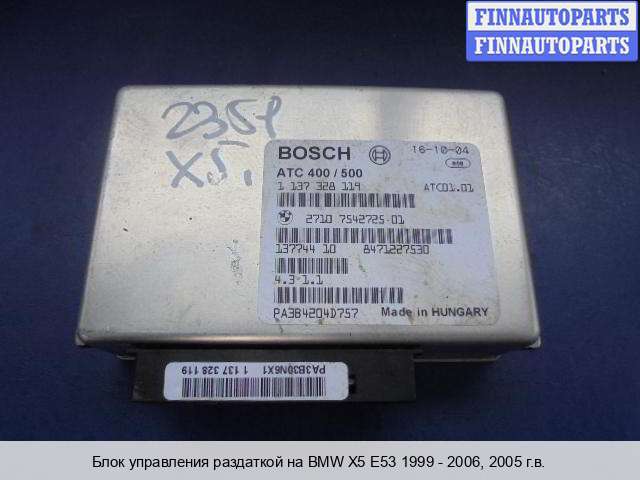 FINNAUTOPARTS
FINNAUTOPARTS
2359
X5,
BOSCH
16-10-04
ATC 400 / 500
1 137 328 119
ATC01.01
2710 7542725-01
137744 10
8471227530
4.3 1.1
PA3B4204D757
Made in HUNGARY
PA3B30N6X1
1 137 328 119
Блок управления раздаткой на BMW X5 E53 1999 - 2006, 2005 г.в.